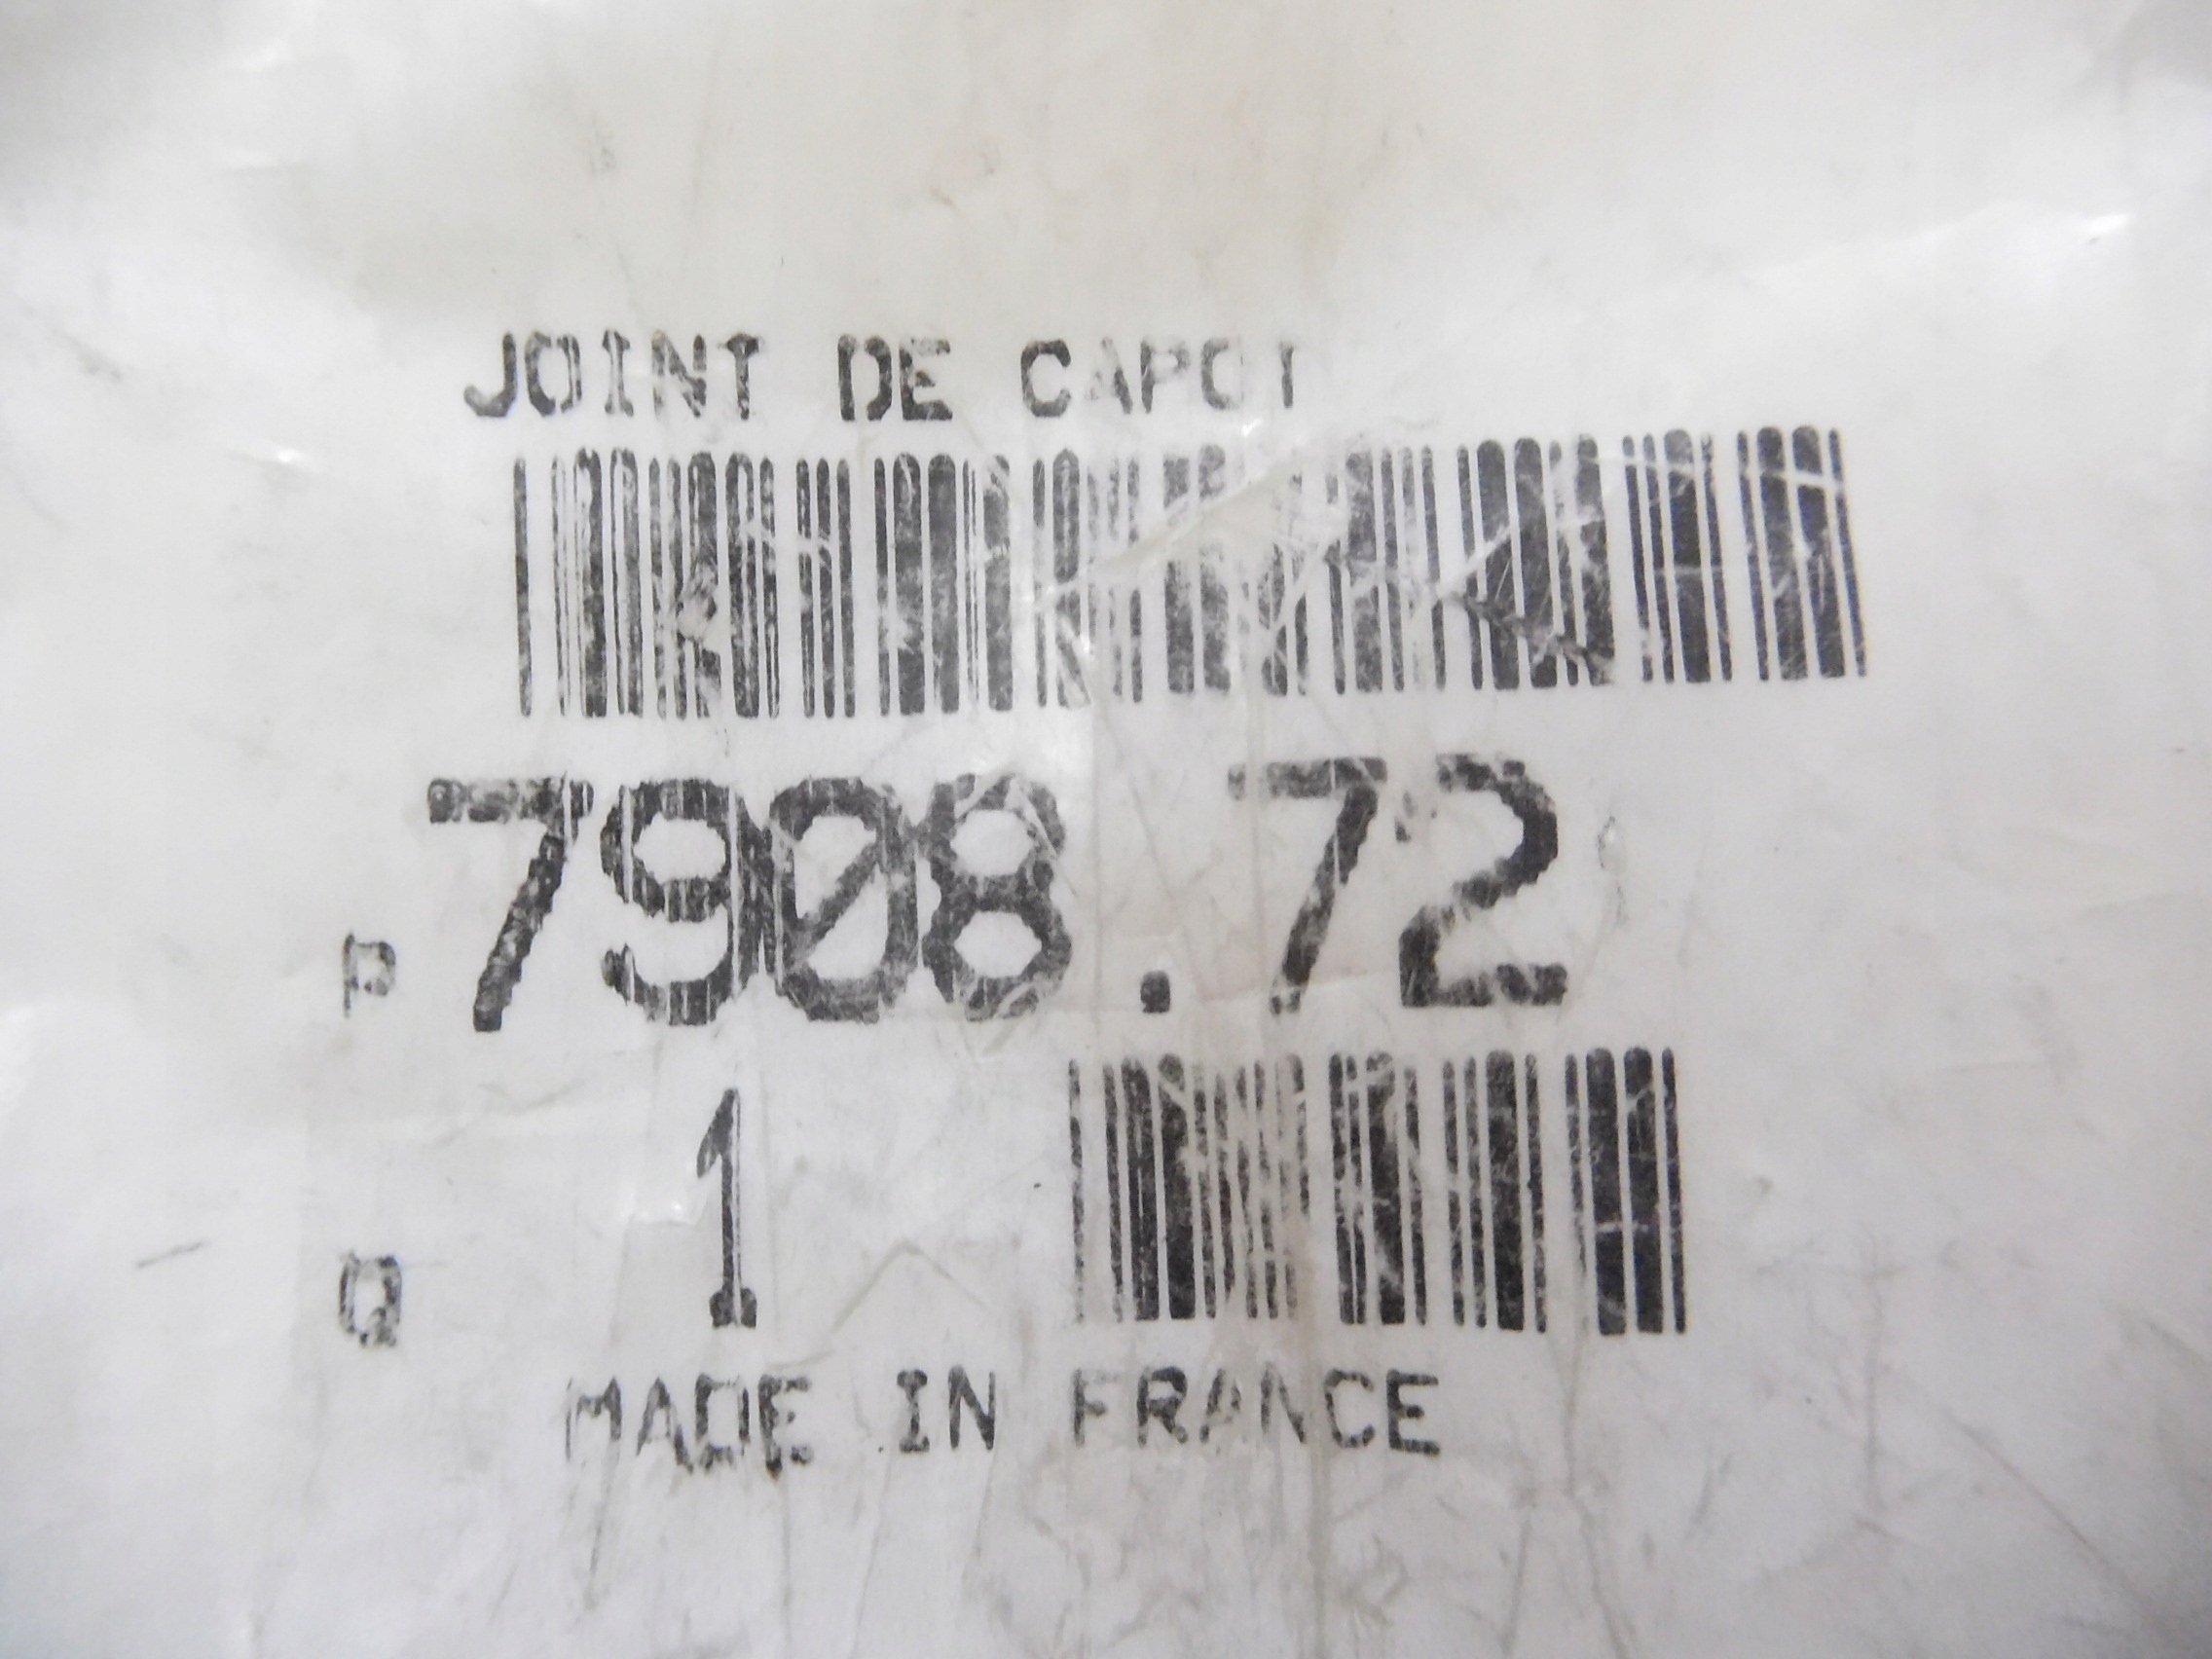 JOINT DE CAPOT
P 7908.72
Q 1
MADE IN FRANCE